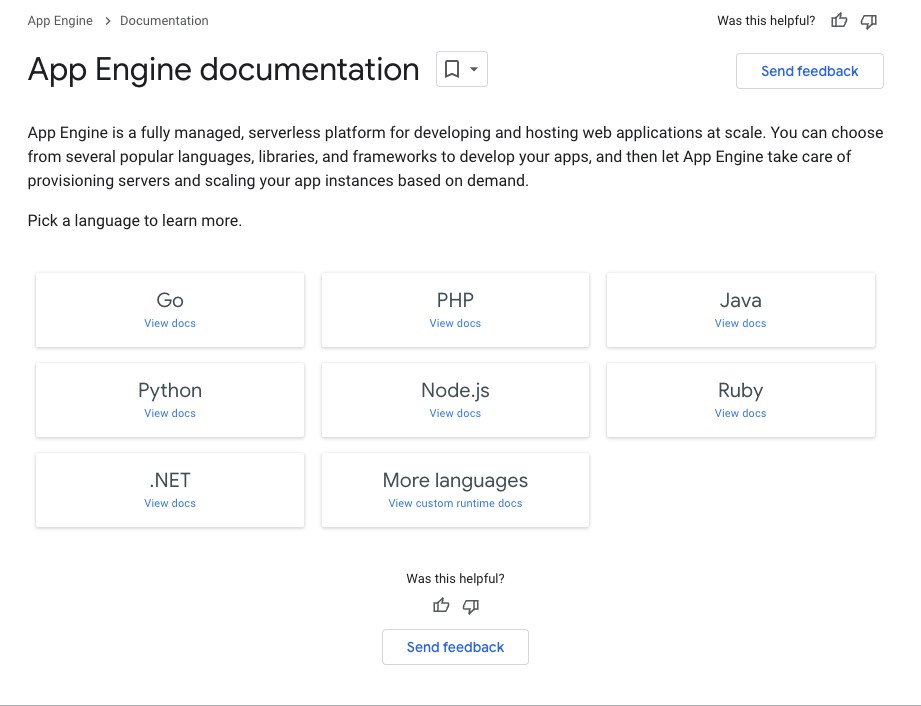 App Engine > Documentation
Was this helpful?
App Engine documentation
Send feedback
App Engine is a fully managed, serverless platform for developing and hosting web applications at scale. You can choose
from several popular languages, libraries, and frameworks to develop your apps, and then let App Engine take care of
provisioning servers and scaling your app instances based on demand.
Pick a language to learn more.
Go
View docs
PHP
View docs
Java
View docs
Python
View docs
Node.js
View docs
Ruby
View docs
.NET
View docs
More languages
View custom runtime docs
Was this helpful?
Send feedback